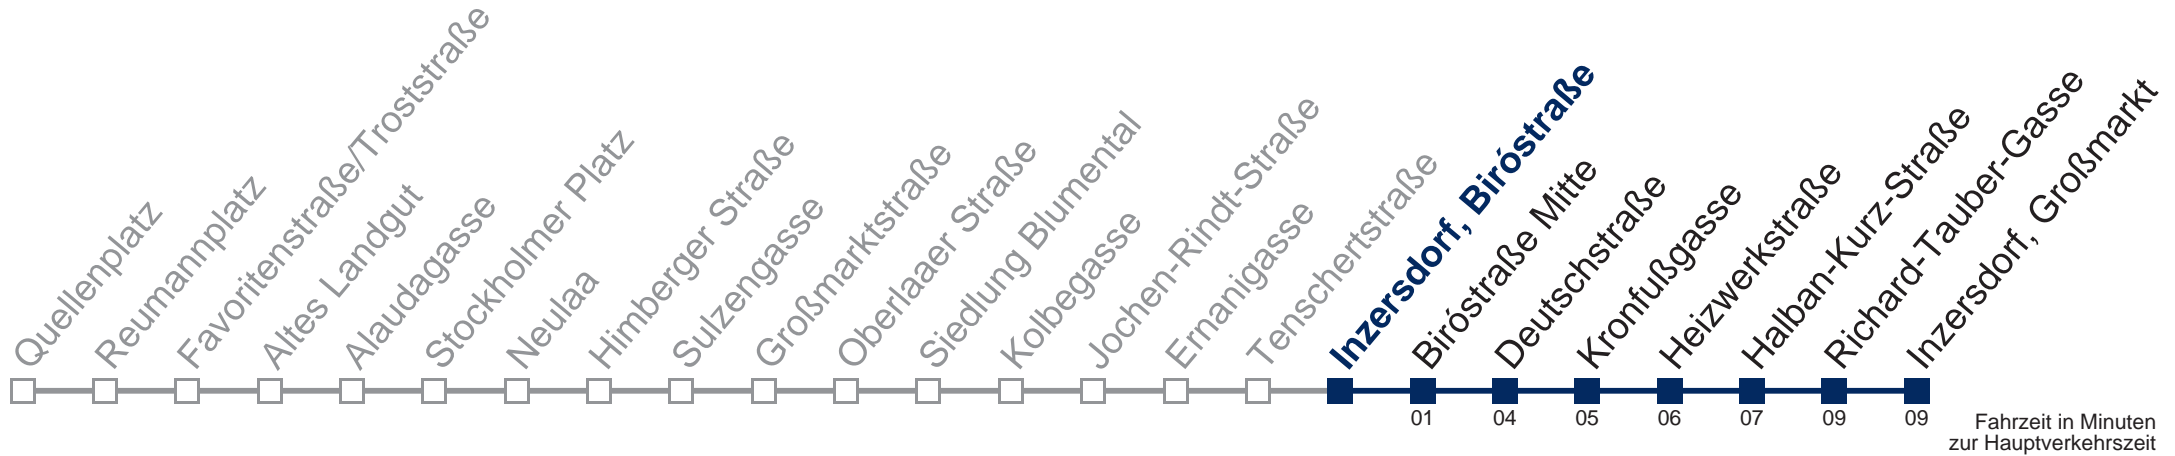 Quellenplatz
Reumannplatz
Favoritenstraße/Troststraße
Altes Landgut
Alaudagasse
Stockholmer Platz
Neulaa
Himberger Straße
Sulzengasse
Großmarktstraße
Oberlaaer Straße
Siedlung Blumental
Kolbegasse
Jochen-Rindt-Straße
Ernanigasse
Tenschertstraße
Inzersdorf, Biróstraße
Biróstraße Mitte
Deutschstraße
Kronfußgasse
Heizwerkstraße
Halban-Kurz-Straße
Richard-Tauber-Gasse
Inzersdorf, Großmarkt
01 04 05 06 07 09 09
Fahrzeit in Minuten
zur Hauptverkehrszeit